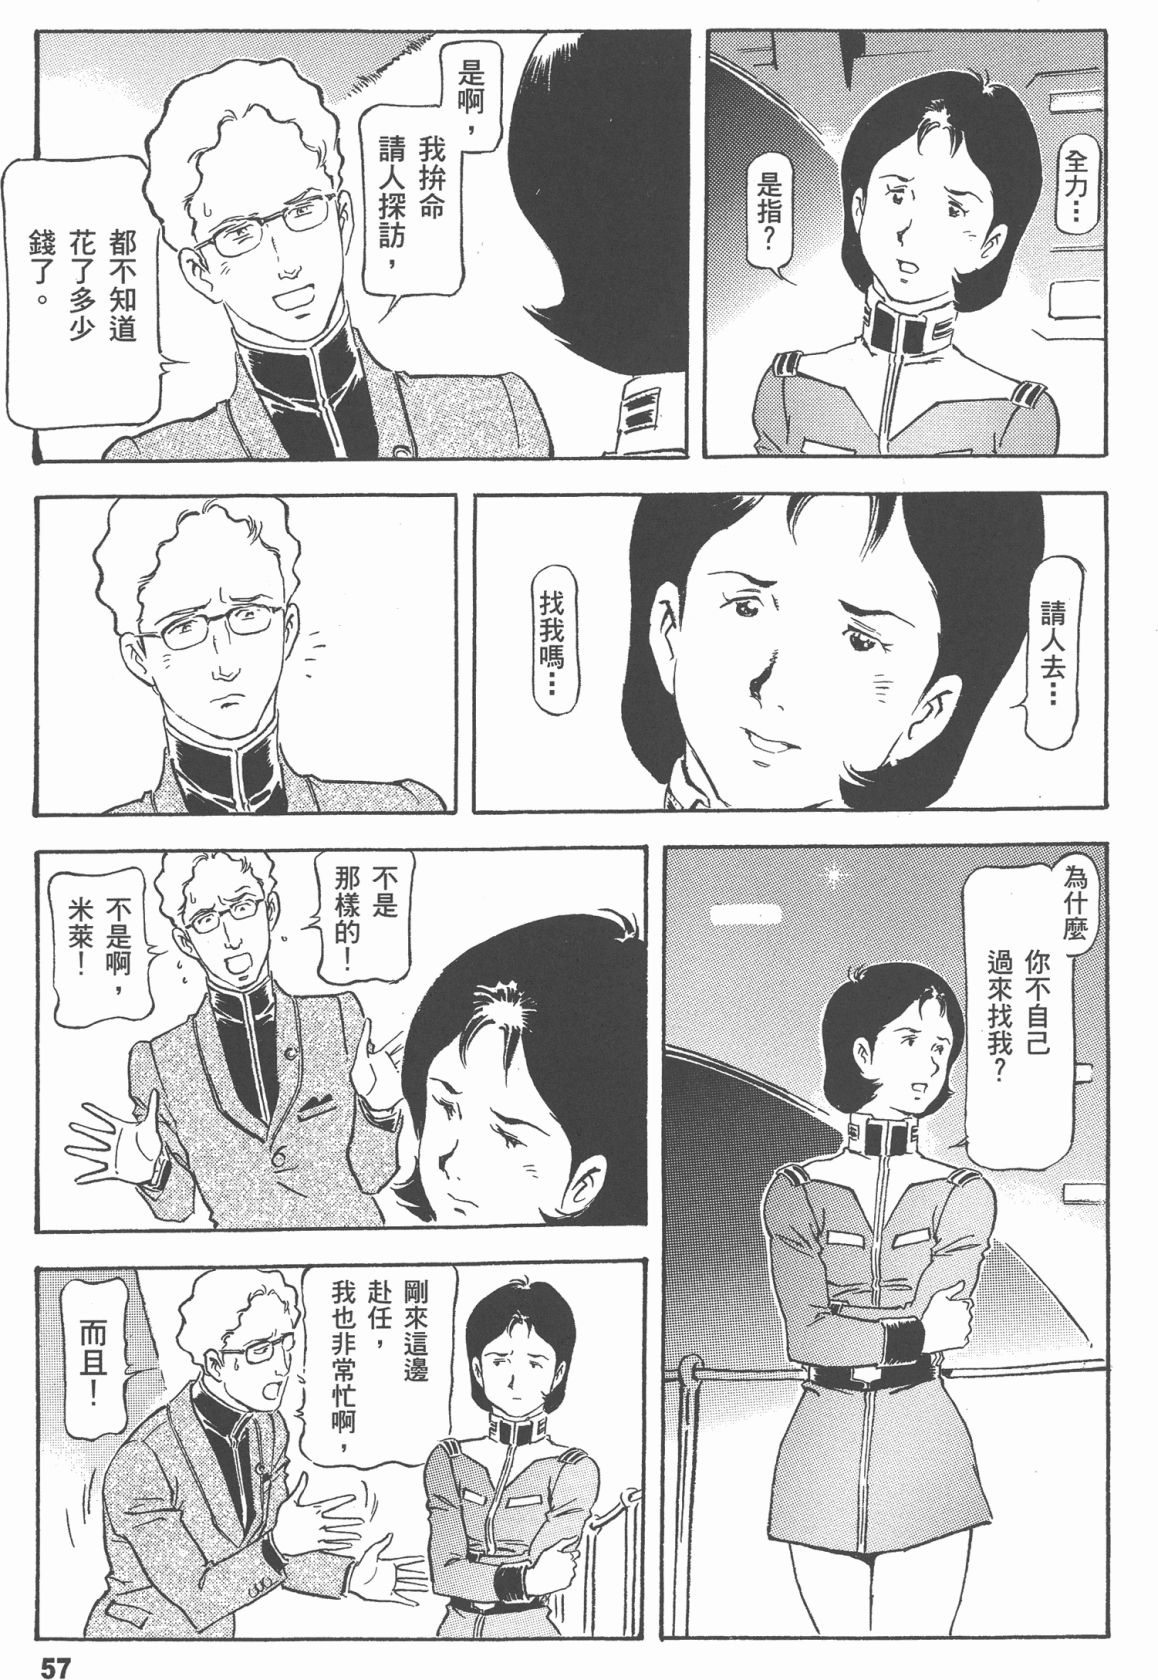 全力…
是指？
是啊，
我拚命
請人探訪，
都不知道
花了多少
錢了。
請人去…
找我嗎…
為什麼
你不自己
過來找我？
不是
那樣的！
不是啊，
米萊！
剛來這邊
赴任，
我也非常忙啊，
而且！
57